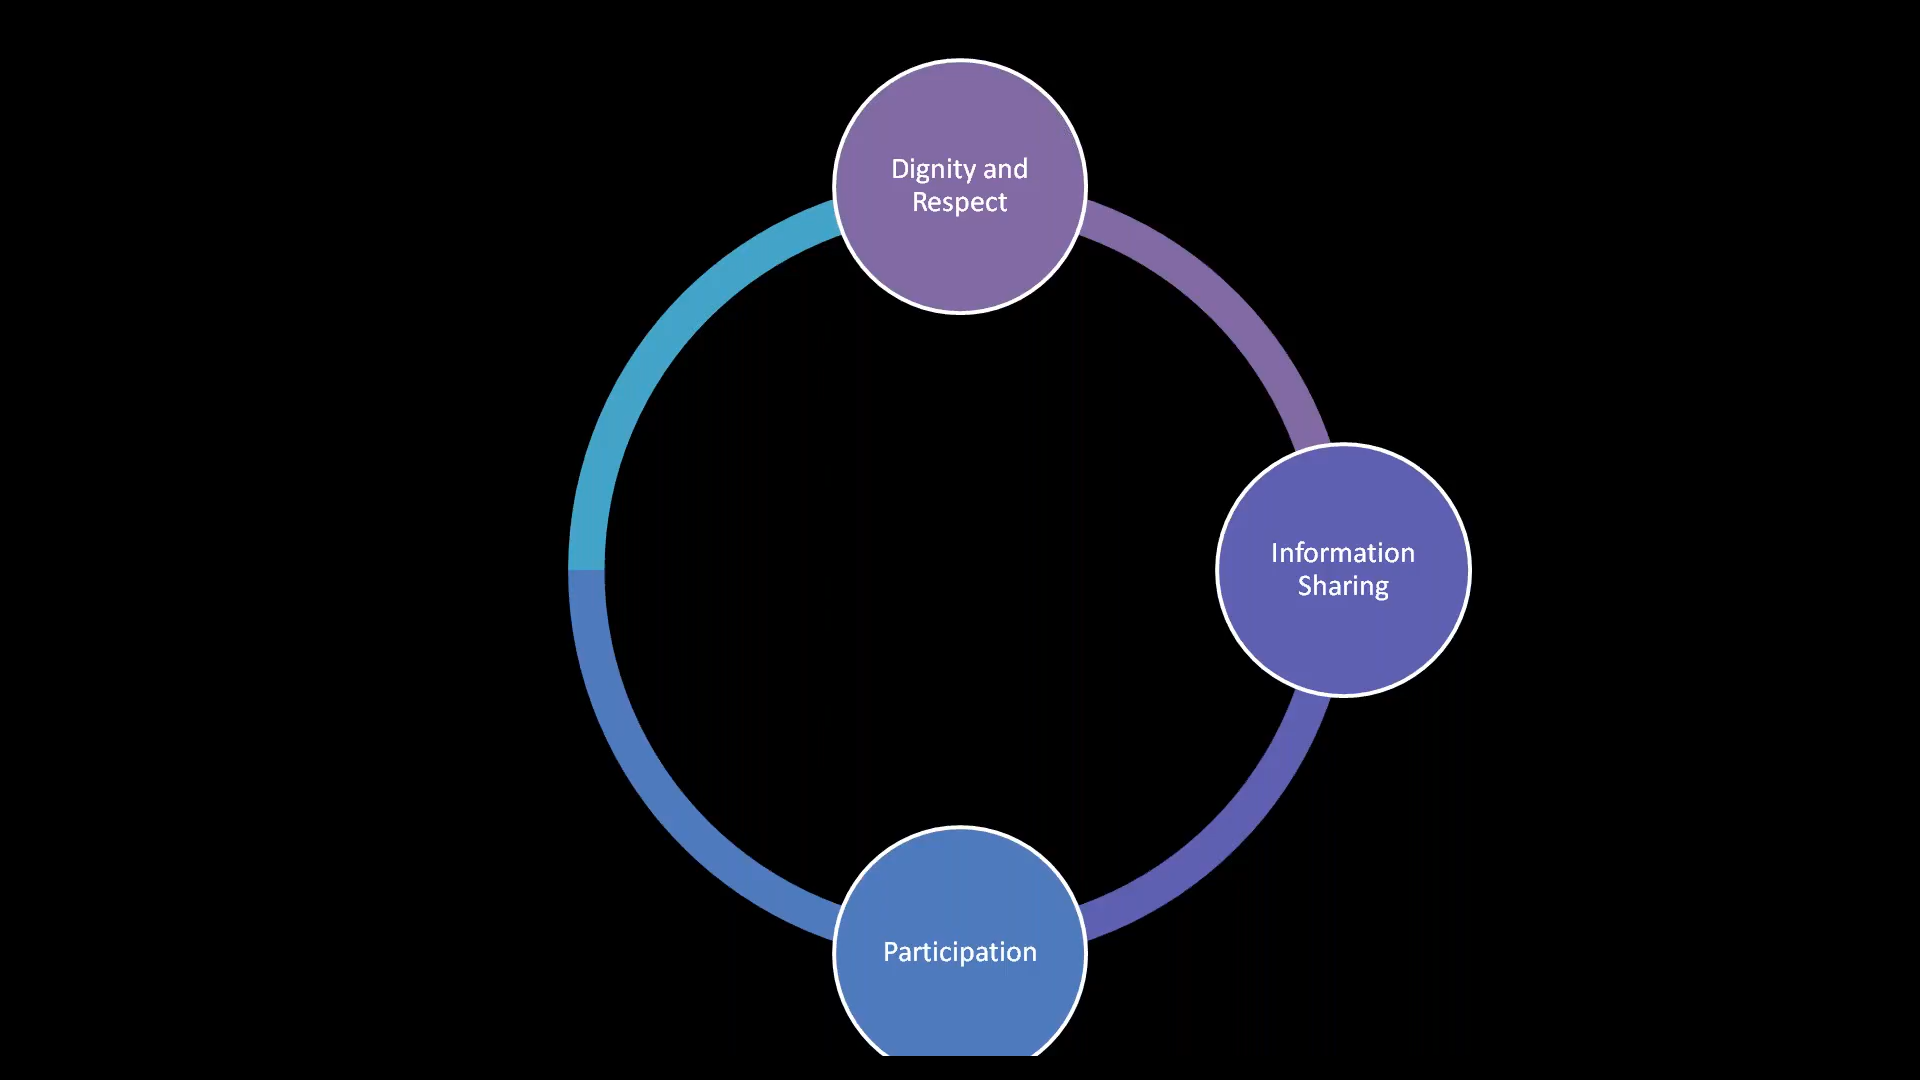 Dignity and
Respect
Information
Sharing
Participation